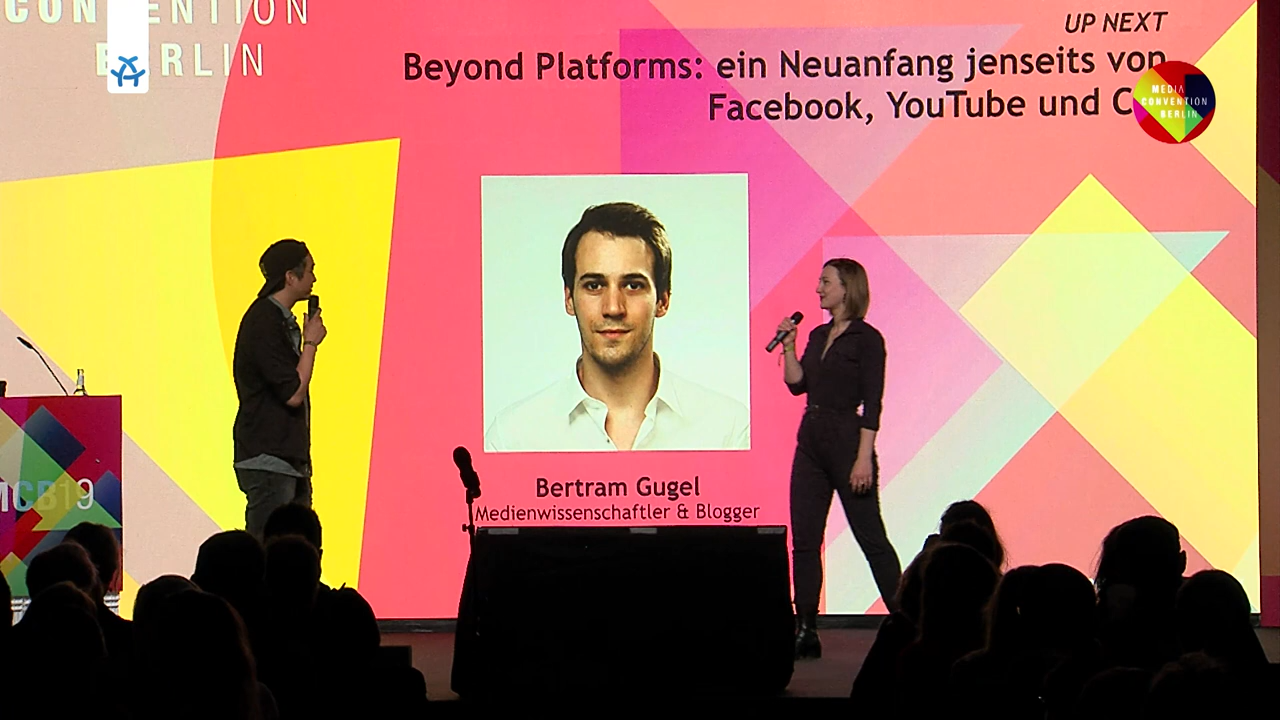 CONVENTION
BERLIN
UP NEXT
Beyond Platforms: ein Neuanfang jenseits von
Facebook, YouTube und
MEDIA
CONVENTION
BERLIN
MCB19
Bertram Gugel
Medienwissenschaftler & Blogger